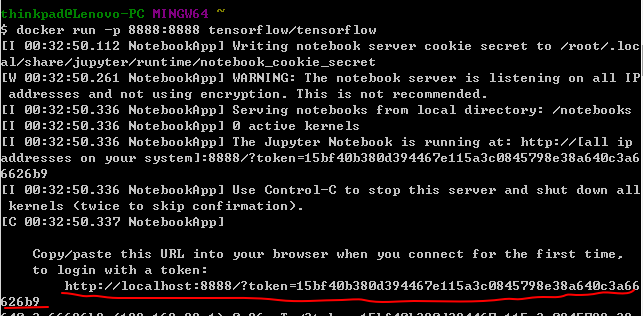 thinkpad@Lenovo-PC MINGW64 ~
$ docker run -p 8888:8888 tensorflow/tensorflow
[I 00:32:50.112 NotebookApp] Writing notebook server cookie secret to /root/.loc
al/share/jupyter/runtime/notebook_cookie_secret
[W 00:32:50.261 NotebookApp] WARNING: The notebook server is listening on all IP
 addresses and not using encryption. This is not recommended.
[I 00:32:50.336 NotebookApp] Serving notebooks from local directory: /notebooks
[I 00:32:50.336 NotebookApp] 0 active kernels
[I 00:32:50.336 NotebookApp] The Jupyter Notebook is running at: http://[all ip
addresses on your system]:8888/?token=15bf40b380d394467e115a3c0845798e38a640c3a6
6626b9
[I 00:32:50.336 NotebookApp] Use Control-C to stop this server and shut down all
 kernels (twice to skip confirmation).
[C 00:32:50.337 NotebookApp]
    Copy/paste this URL into your browser when you connect for the first time,
    to login with a token:
        http://localhost:8888/?token=15bf40b380d394467e115a3c0845798e38a640c3a66
626b9